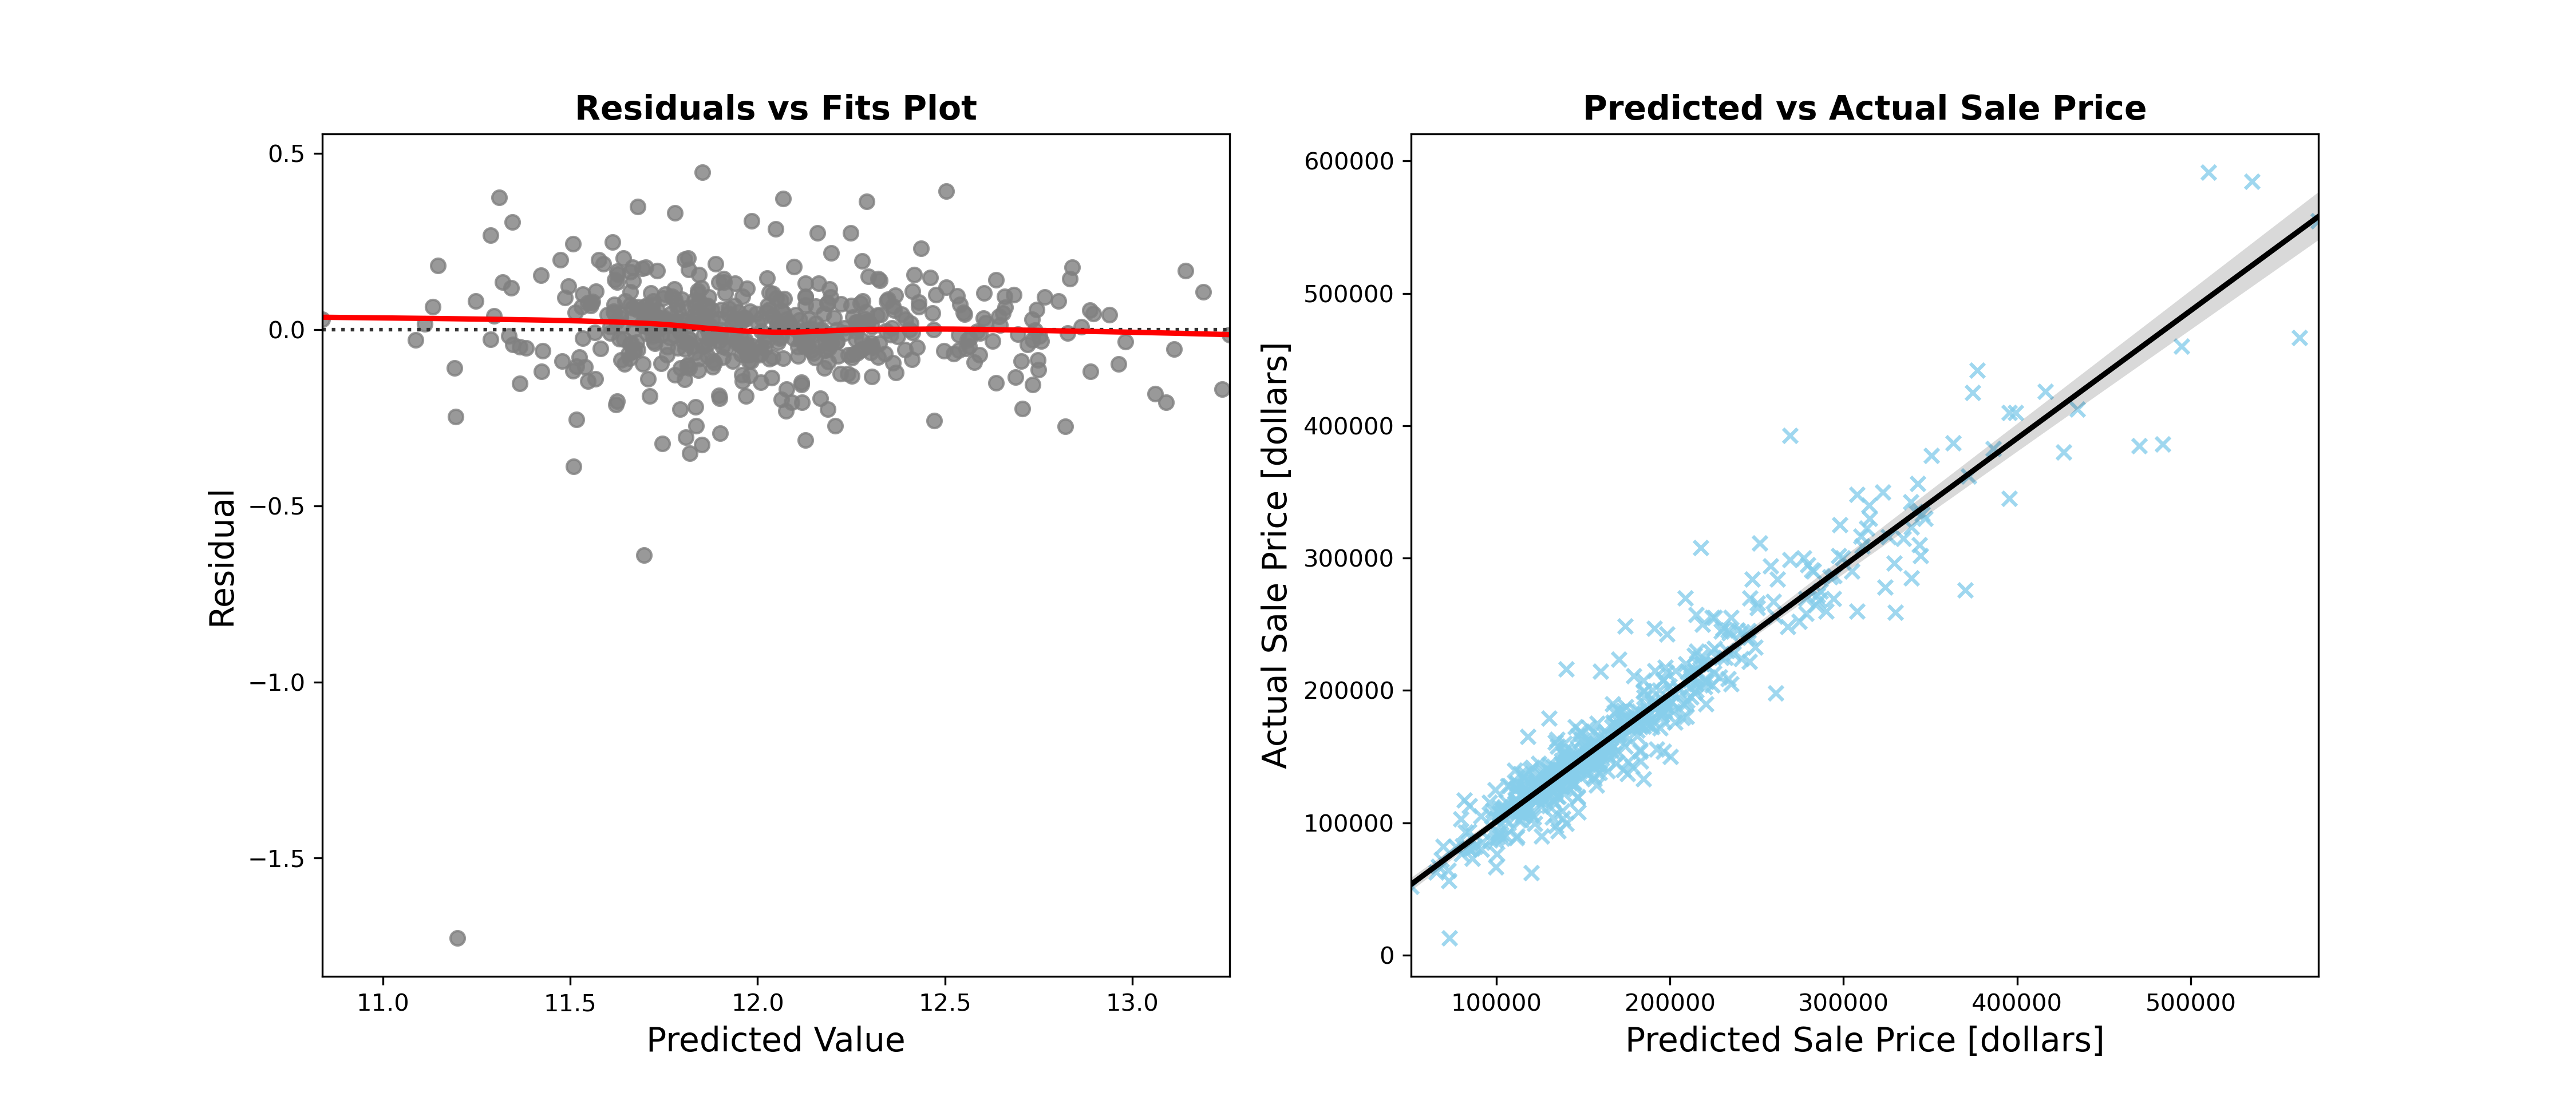 Residuals vs Fits Plot
0.5
0.0
−0.5
−1.0
−1.5
Residual
11.0 11.5 12.0 12.5 13.0
Predicted Value
Predicted vs Actual Sale Price
600000
500000
400000
300000
200000
100000
0
Actual Sale Price [dollars]
100000 200000 300000 400000 500000
Predicted Sale Price [dollars]